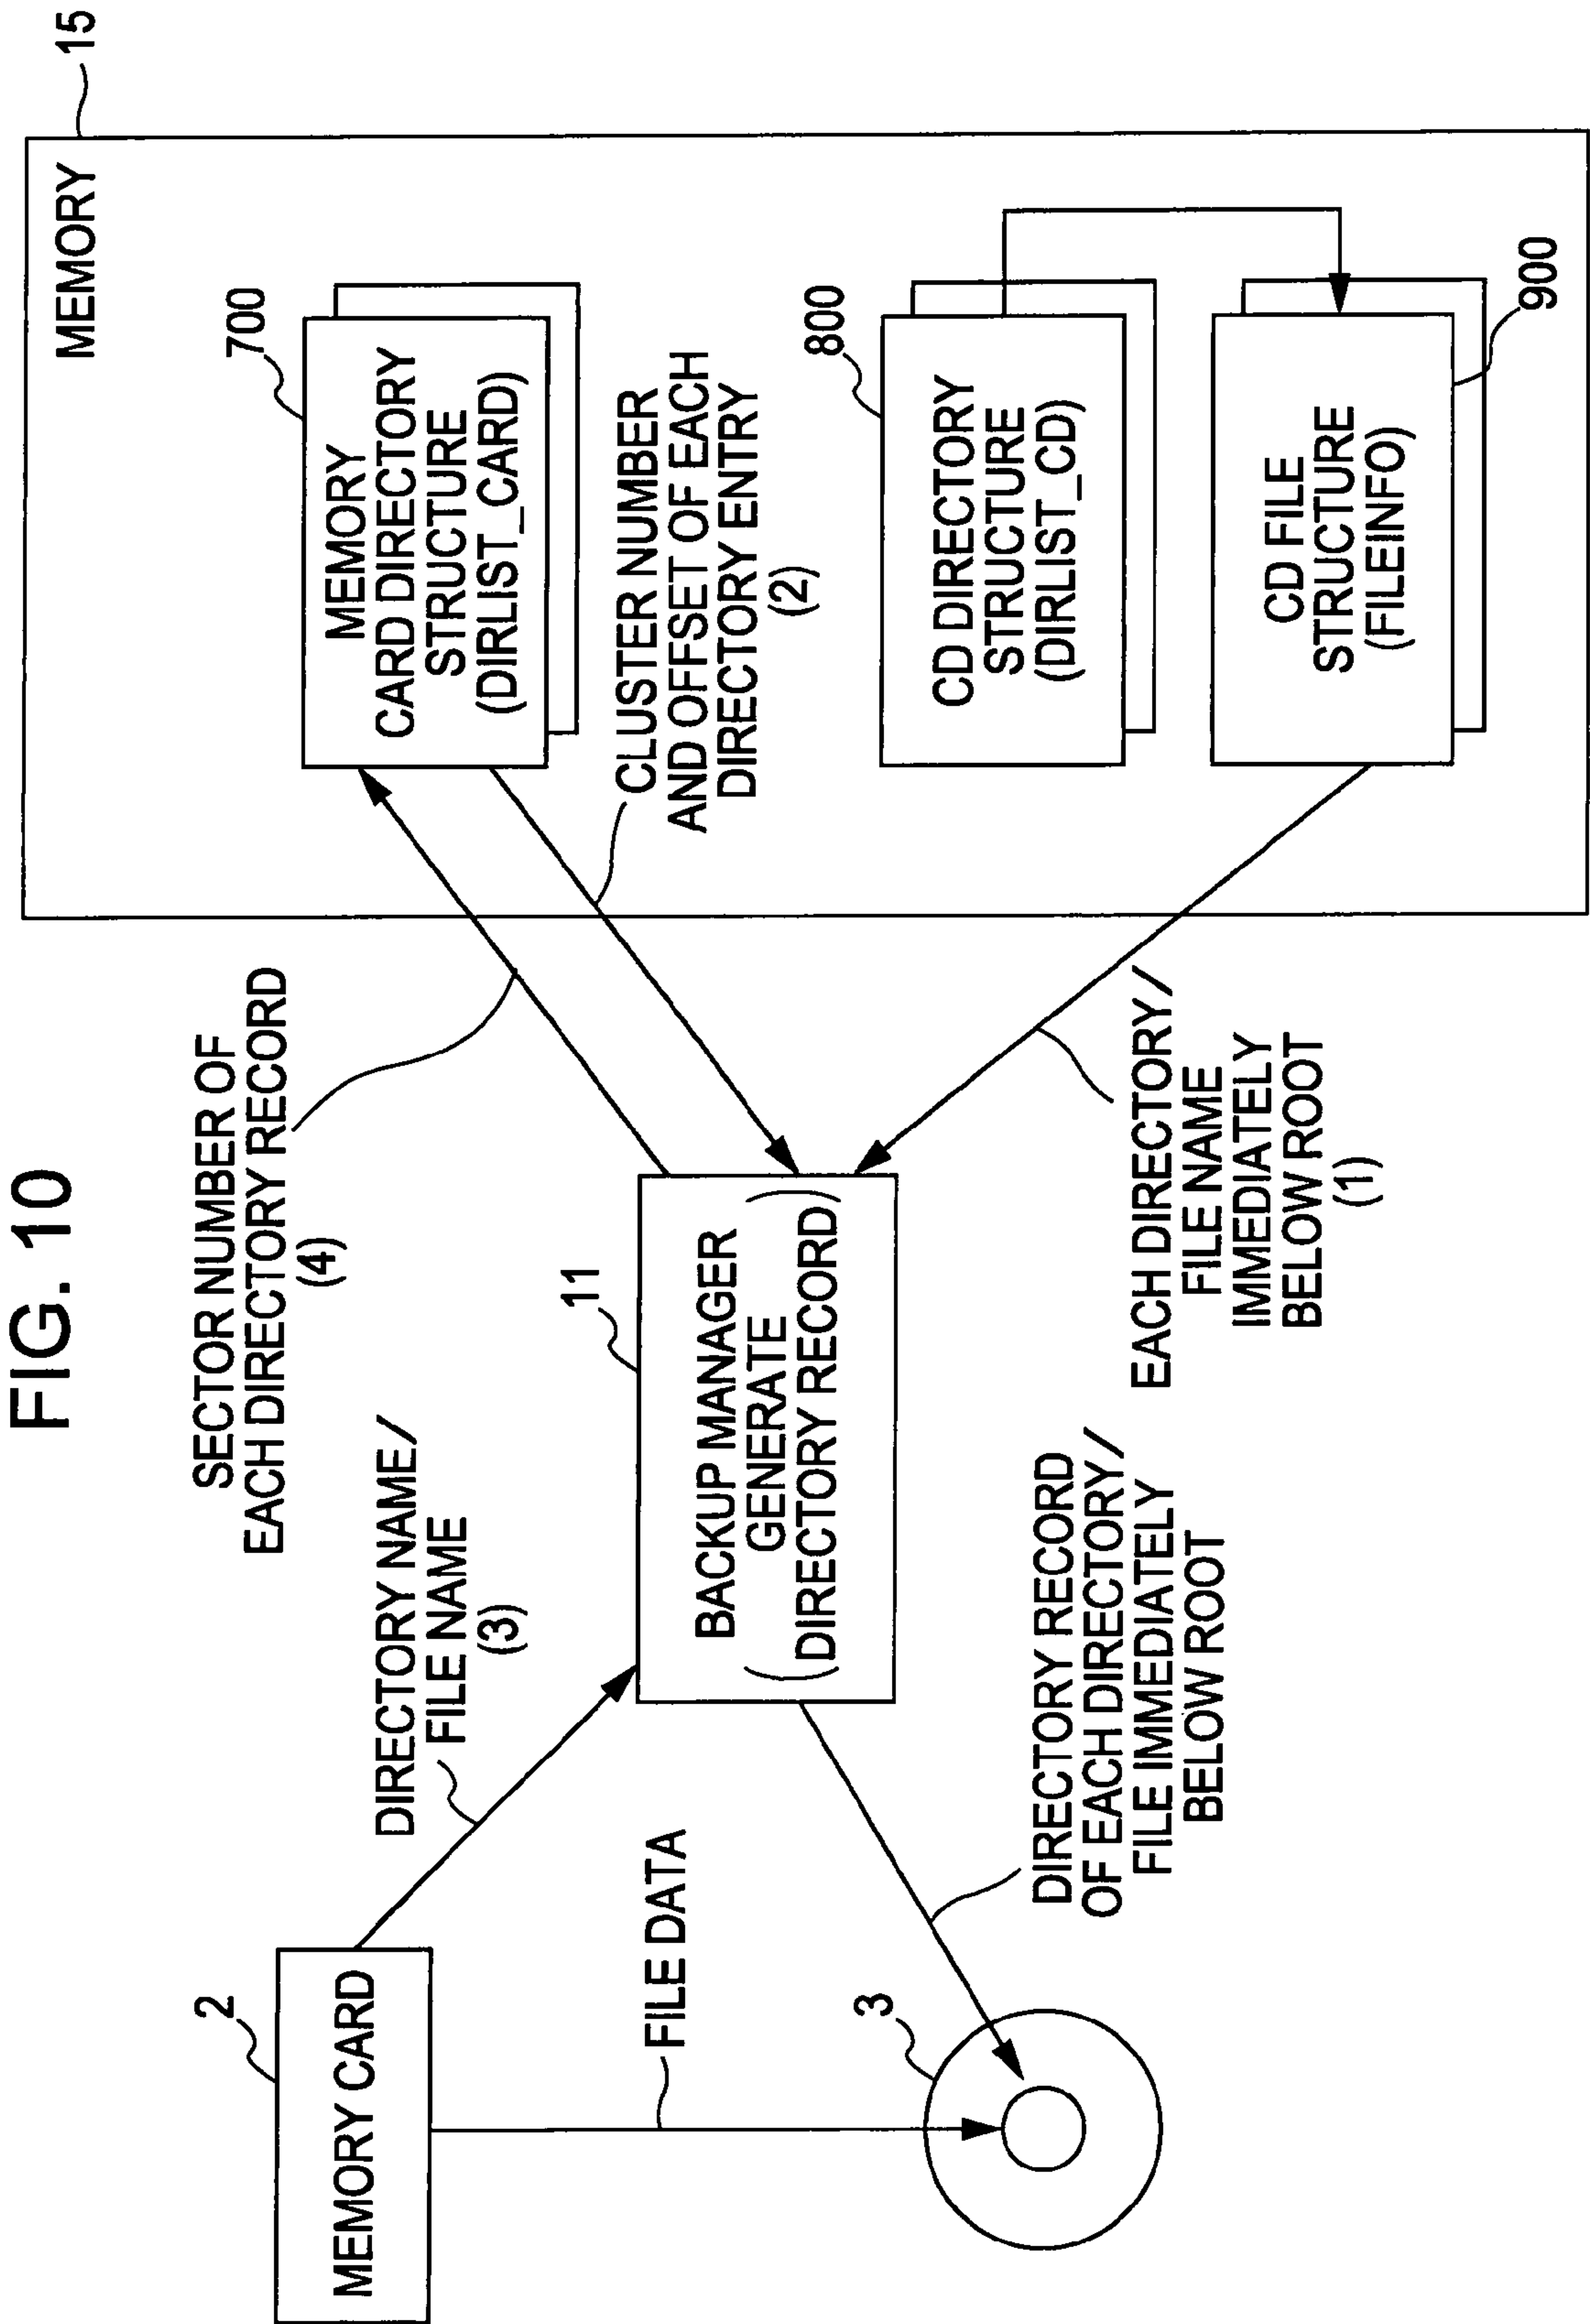 FIG. 10
MEMORY CARD
2
FILE DATA
3
DIRECTORY NAME/
FILE NAME
(3)
SECTOR NUMBER OF
EACH DIRECTORY RECORD
(4)
11
BACKUP MANAGER
GENERATE
DIRECTORY RECORD
DIRECTORY RECORD
OF EACH DIRECTORY/
FILE IMMEDIATELY
BELOW ROOT
EACH DIRECTORY/
FILE NAME
IMMEDIATELY
BELOW ROOT
(1)
15
MEMORY
700
MEMORY
CARD DIRECTORY
STRUCTURE
(DIRLIST_CARD)
CLUSTER NUMBER
AND OFFSET OF EACH
DIRECTORY ENTRY
(2)
800
CD DIRECTORY
STRUCTURE
(DIRLIST_CD)
CD FILE
STRUCTURE
(FILEINFO)
900